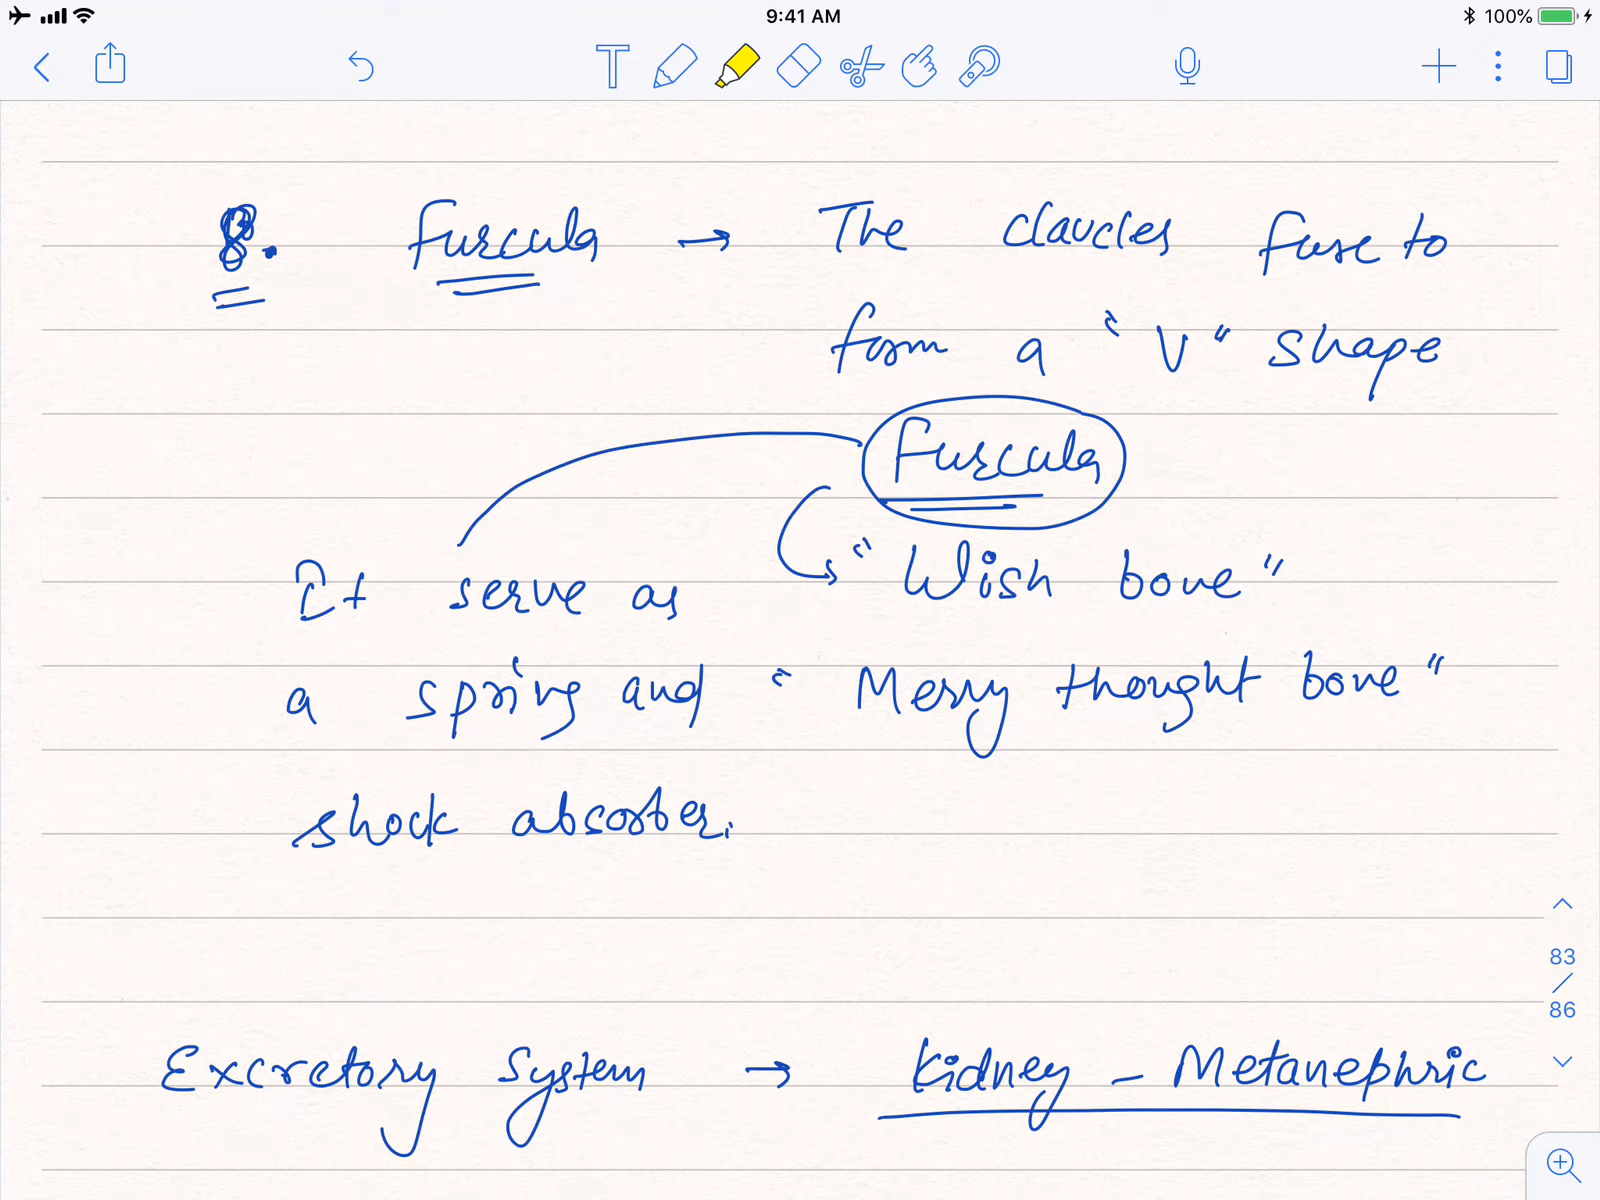 9:41 AM
100%
T
8. Furcula → The clavcles fuse to
form a "V" shape
Furcula
It serve as "Wish bone"
a spring and "Merry thought bone"
shock absorber.
83
/
86
Excretory System → Kidney - Metanephric